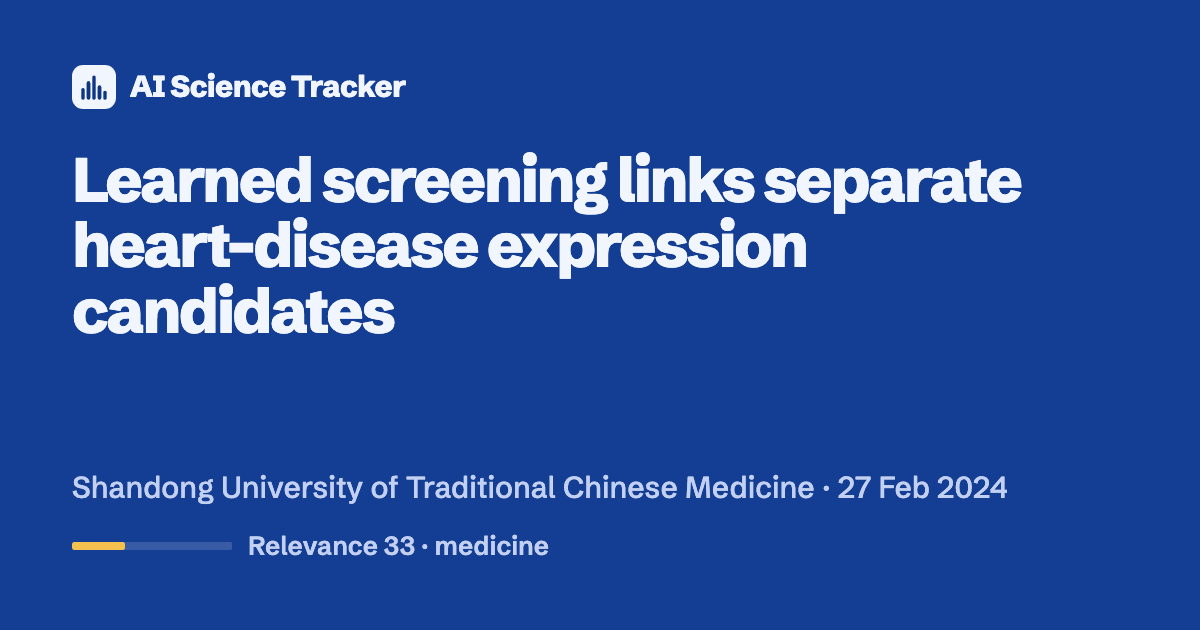 AI Science Tracker
Learned screening links separate
heart-disease expression
candidates
Shandong University of Traditional Chinese Medicine · 27 Feb 2024
Relevance 33 · medicine